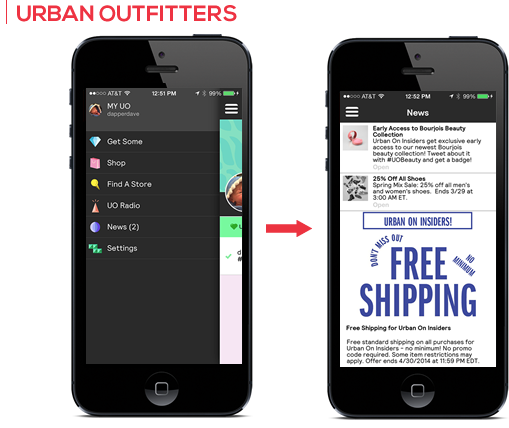 URBAN OUTFITTERS
AT&T 12:51 PM 99%
MY UO
dapperdave
Get Some
Shop
Find A Store
UO Radio
News (2)
Settings
AT&T 12:52 PM 99%
News
Early Access to Bourjois Beauty
Collection
Urban On Insiders get exclusive early
access to our newest Bourjois
beauty collection! Tweet about it
with #UOBeauty and get a badge!
Open
25% Off All Shoes
Spring Mix Sale: 25% off all men's
and women's shoes. Ends 3/29 at
3:00 AM ET.
Open
URBAN ON INSIDERS!
DON'T MISS OUT
NO
MINIMUM
FREE
SHIPPING
Free Shipping for Urban On Insiders
Free standard shipping on all purchases for
Urban On Insiders - no minimum! No promo
code required. Some item restrictions may
apply. Offer ends 4/30/2014 at 11:59 PM EDT.